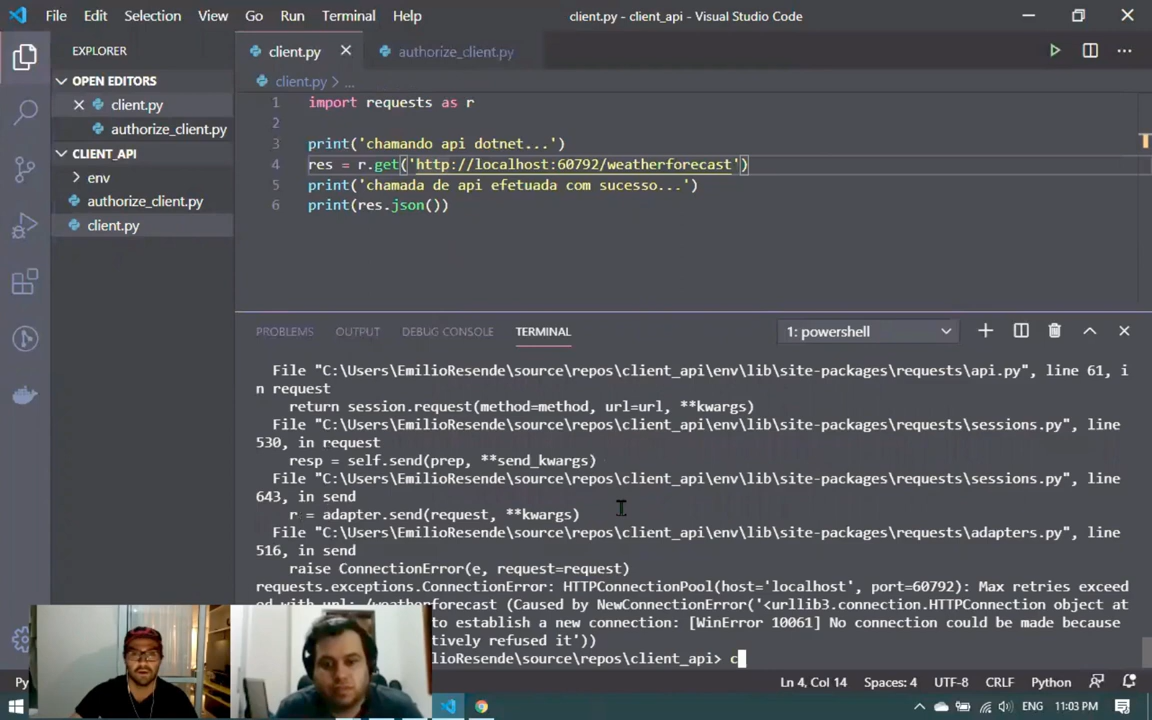 File Edit Selection View Go Run Terminal Help client.py - client_api - Visual Studio Code
EXPLORER
OPEN EDITORS
client.py
authorize_client.py
CLIENT_API
env
authorize_client.py
client.py
client.py authorize_client.py
client.py > ...
1 import requests as r
2
3 print('chamando api dotnet...')
4 res = r.get('http://localhost:60792/weatherforecast')
5 print('chamada de api efetuada com sucesso...')
6 print(res.json())
PROBLEMS OUTPUT DEBUG CONSOLE TERMINAL 1: powershell
File "C:\Users\EmilioResende\source\repos\client_api\env\lib\site-packages\requests\api.py", line 61, i
n request
return session.request(method=method, url=url, **kwargs)
File "C:\Users\EmilioResende\source\repos\client_api\env\lib\site-packages\requests\sessions.py", line
530, in request
resp = self.send(prep, **send_kwargs)
File "C:\Users\EmilioResende\source\repos\client_api\env\lib\site-packages\requests\sessions.py", line
643, in send
r = adapter.send(request, **kwargs)
File "C:\Users\EmilioResende\source\repos\client_api\env\lib\site-packages\requests\adapters.py", line
516, in send
raise ConnectionError(e, request=request)
requests.exceptions.ConnectionError: HTTPConnectionPool(host='localhost', port=60792): Max retries exceed
(Caused by NewConnectionError('<urllib3.connection.HTTPConnection object at
to establish a new connection: [WinError 10061] No connection could be made because
tively refused it'))
ilioResende\source\repos\client_api> c
Py Ln 4, Col 14 Spaces: 4 UTF-8 CRLF Python
ENG 11:03 PM